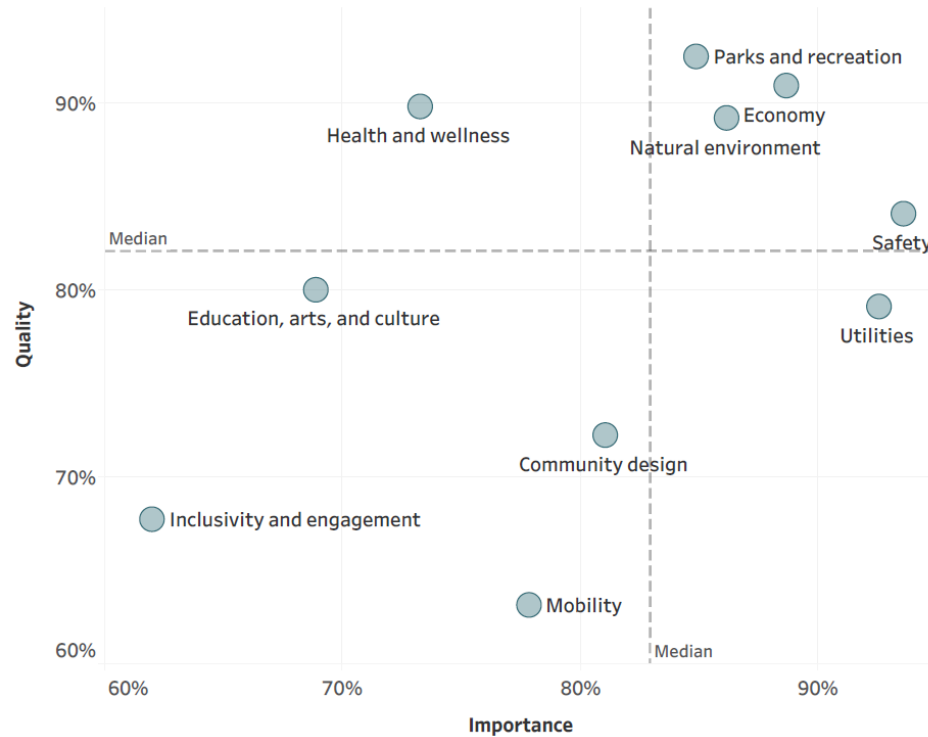 Parks and recreation
90%
Economy
Health and wellness
Natural environment
Median
Safety
80%
Education, arts, and culture
Utilities
Quality
Community design
70%
Inclusivity and engagement
Mobility
60%
Median
60%
70%
80%
90%
Importance